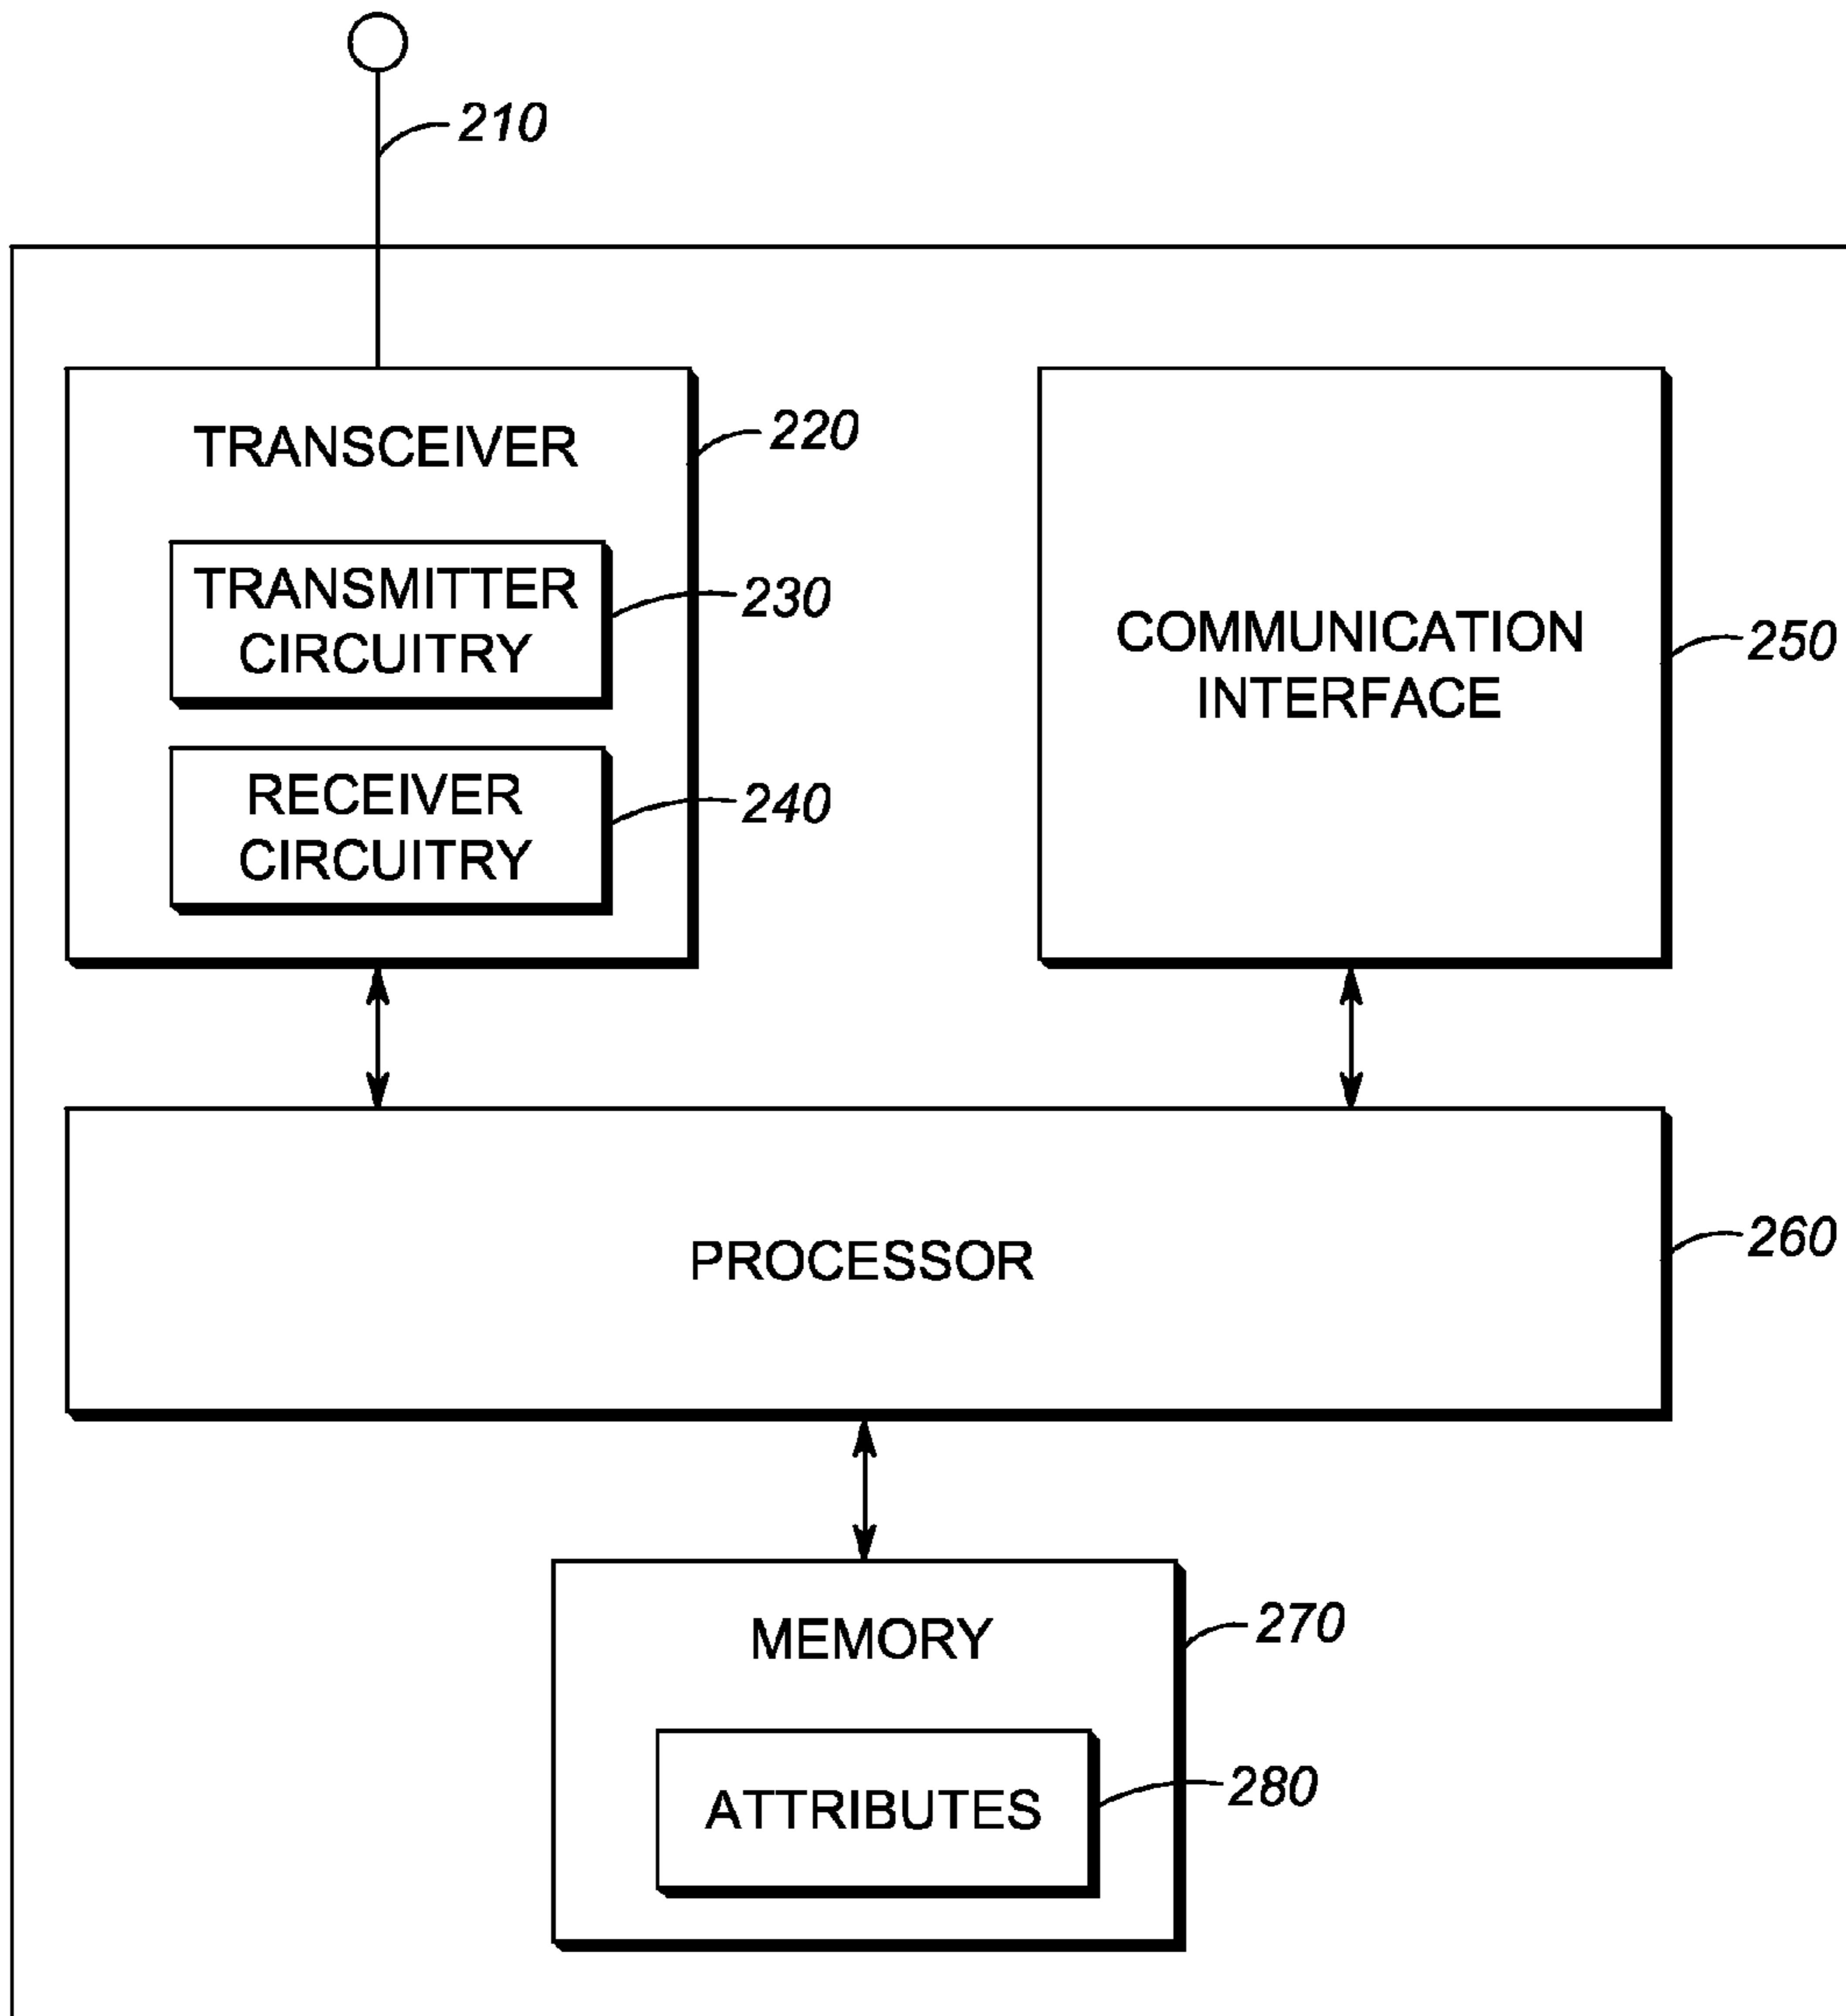 210
TRANSCEIVER
220
TRANSMITTER
CIRCUITRY
230
RECEIVER
CIRCUITRY
240
COMMUNICATION
INTERFACE
250
PROCESSOR
260
MEMORY
270
ATTRIBUTES
280